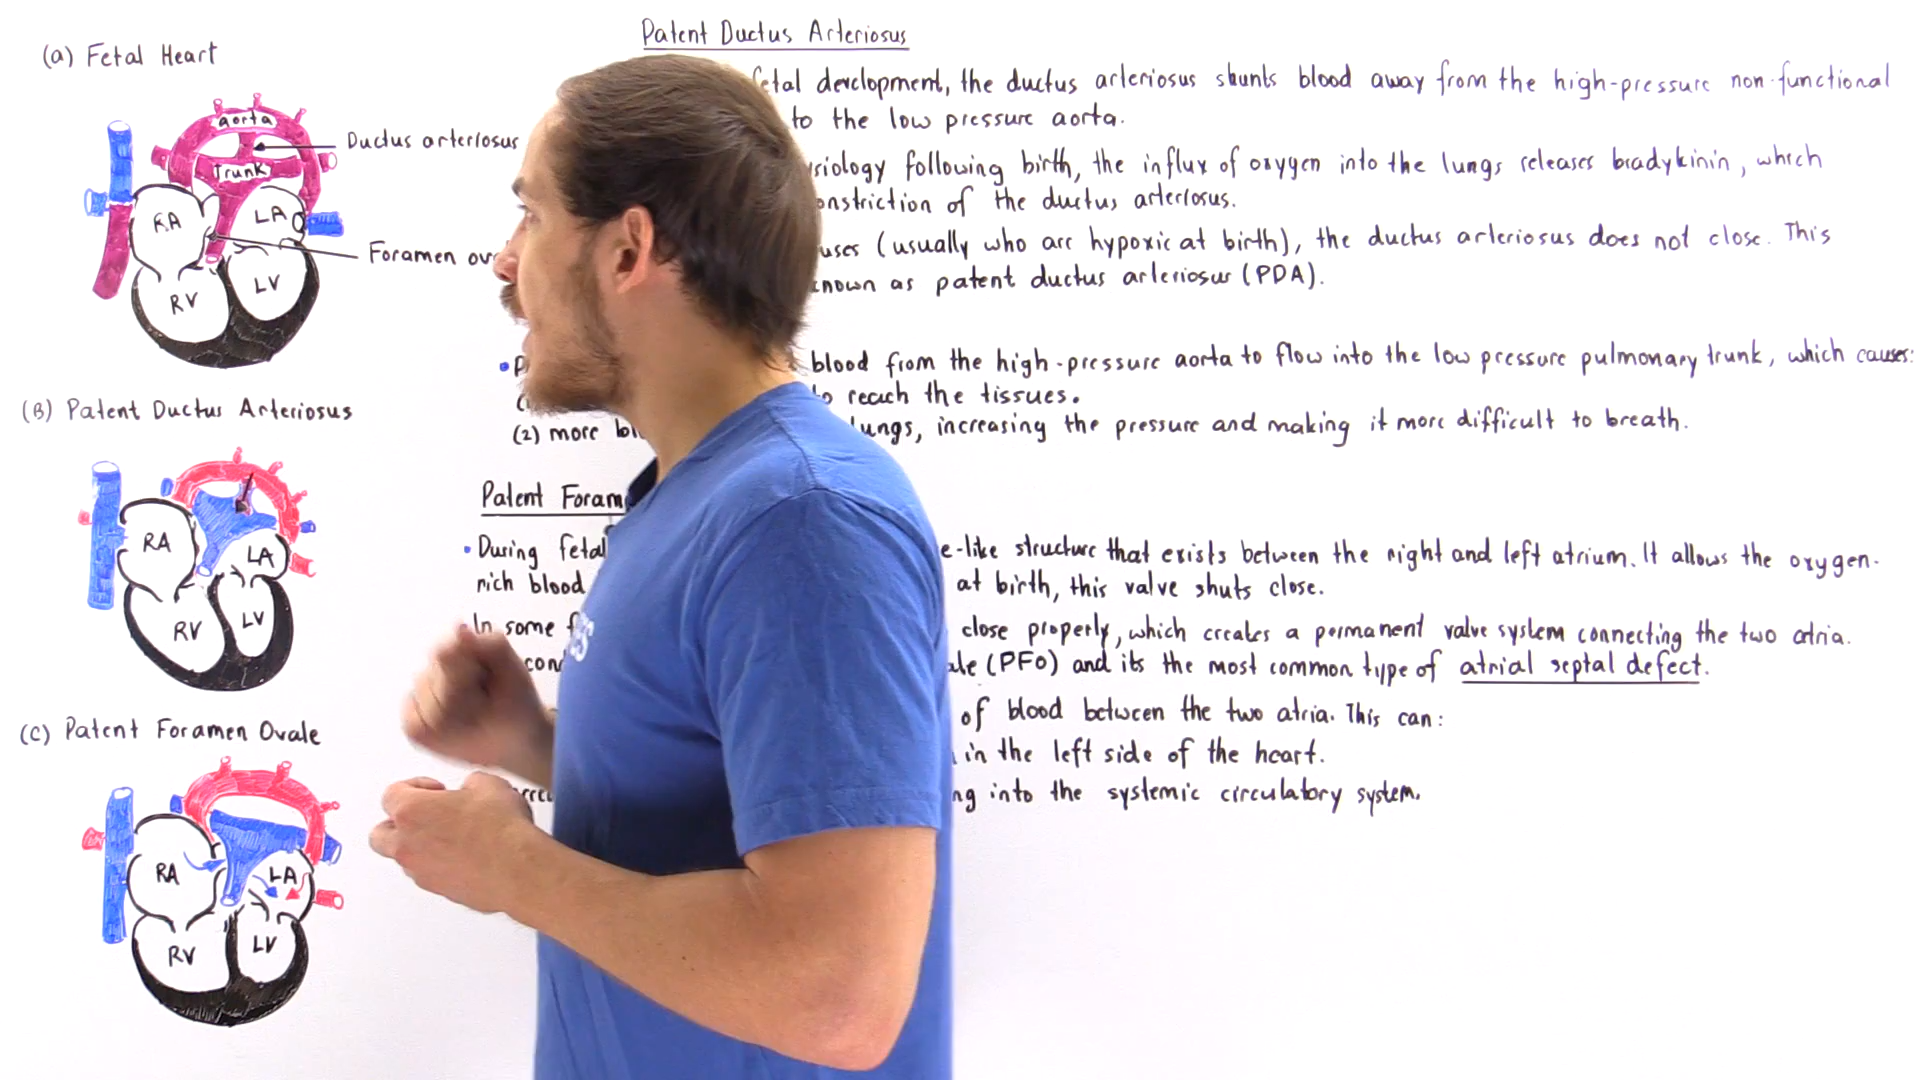 (a) Fetal Heart
aorta
Trunk
RA
LA
RV
LV
Ductus arteriosus
Foramen
(B) Patent Ductus Arteriosus
RA
LA
RV
LV
(C) Patent Foramen Ovale
RA
LA
RV
LV
Patent Ductus Arteriosus
development, the ductus arteriosus shunts blood away from the high-pressure non-functional
to the low pressure aorta.
following birth, the influx of oxygen into the lungs releases bradykinin, which
of the ductus arteriosus.
(usually who are hypoxic at birth), the ductus arteriosus does not close. This
as patent ductus arteriosus (PDA).
blood from the high-pressure aorta to flow into the low pressure pulmonary trunk, which causes:
reach the tissues.
(2) more
lungs, increasing the pressure and making it more difficult to breath.
Patent
• During fetal
structure that exists between the right and left atrium. It allows the oxygen-
rich blood
at birth, this valve shuts close.
In some
close properly, which creates a permanent valve system connecting the two atria.
(PFO) and its the most common type of atrial septal defect.
of blood between the two atria. This can:
in the left side of the heart.
into the systemic circulatory system.